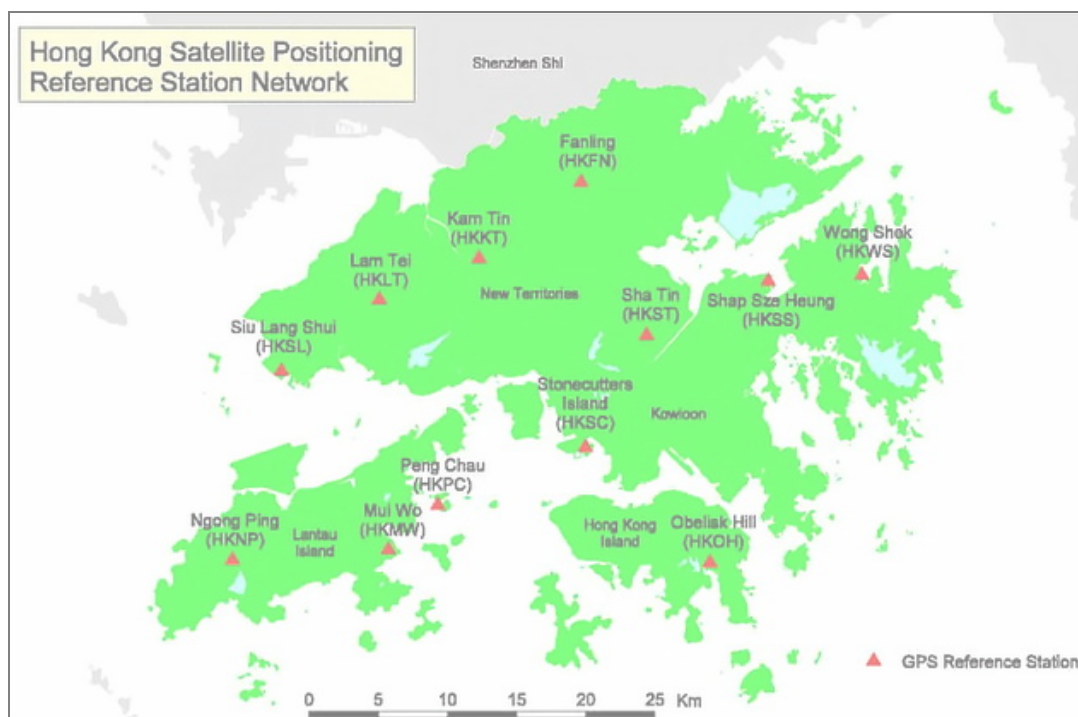 Hong Kong Satellite Positioning
Reference Station Network
Shenzhen Shi
Fanling
(HKFN)
Kam Tin
(HKKT)
Wong Shek
(HKWS)
Lam Tei
(HKLT)
New Territories
Sha Tin
(HKST)
Shap Sze Heung
(HKSS)
Siu Lang Shui
(HKSL)
Stonecutters
Island
(HKSC)
Kowloon
Peng Chau
(HKPC)
Mui Wo
(HKMW)
Ngong Ping
(HKNP)
Lantau
Island
Hong Kong
Island
Obelisk Hill
(HKOH)
GPS Reference Station
0 5 10 15 20 25 Km